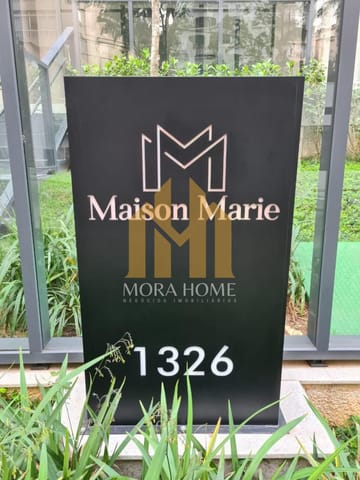 Maison Marie
MORA HOME
NEGÓCIOS IMOBILIÁRIOS
1326